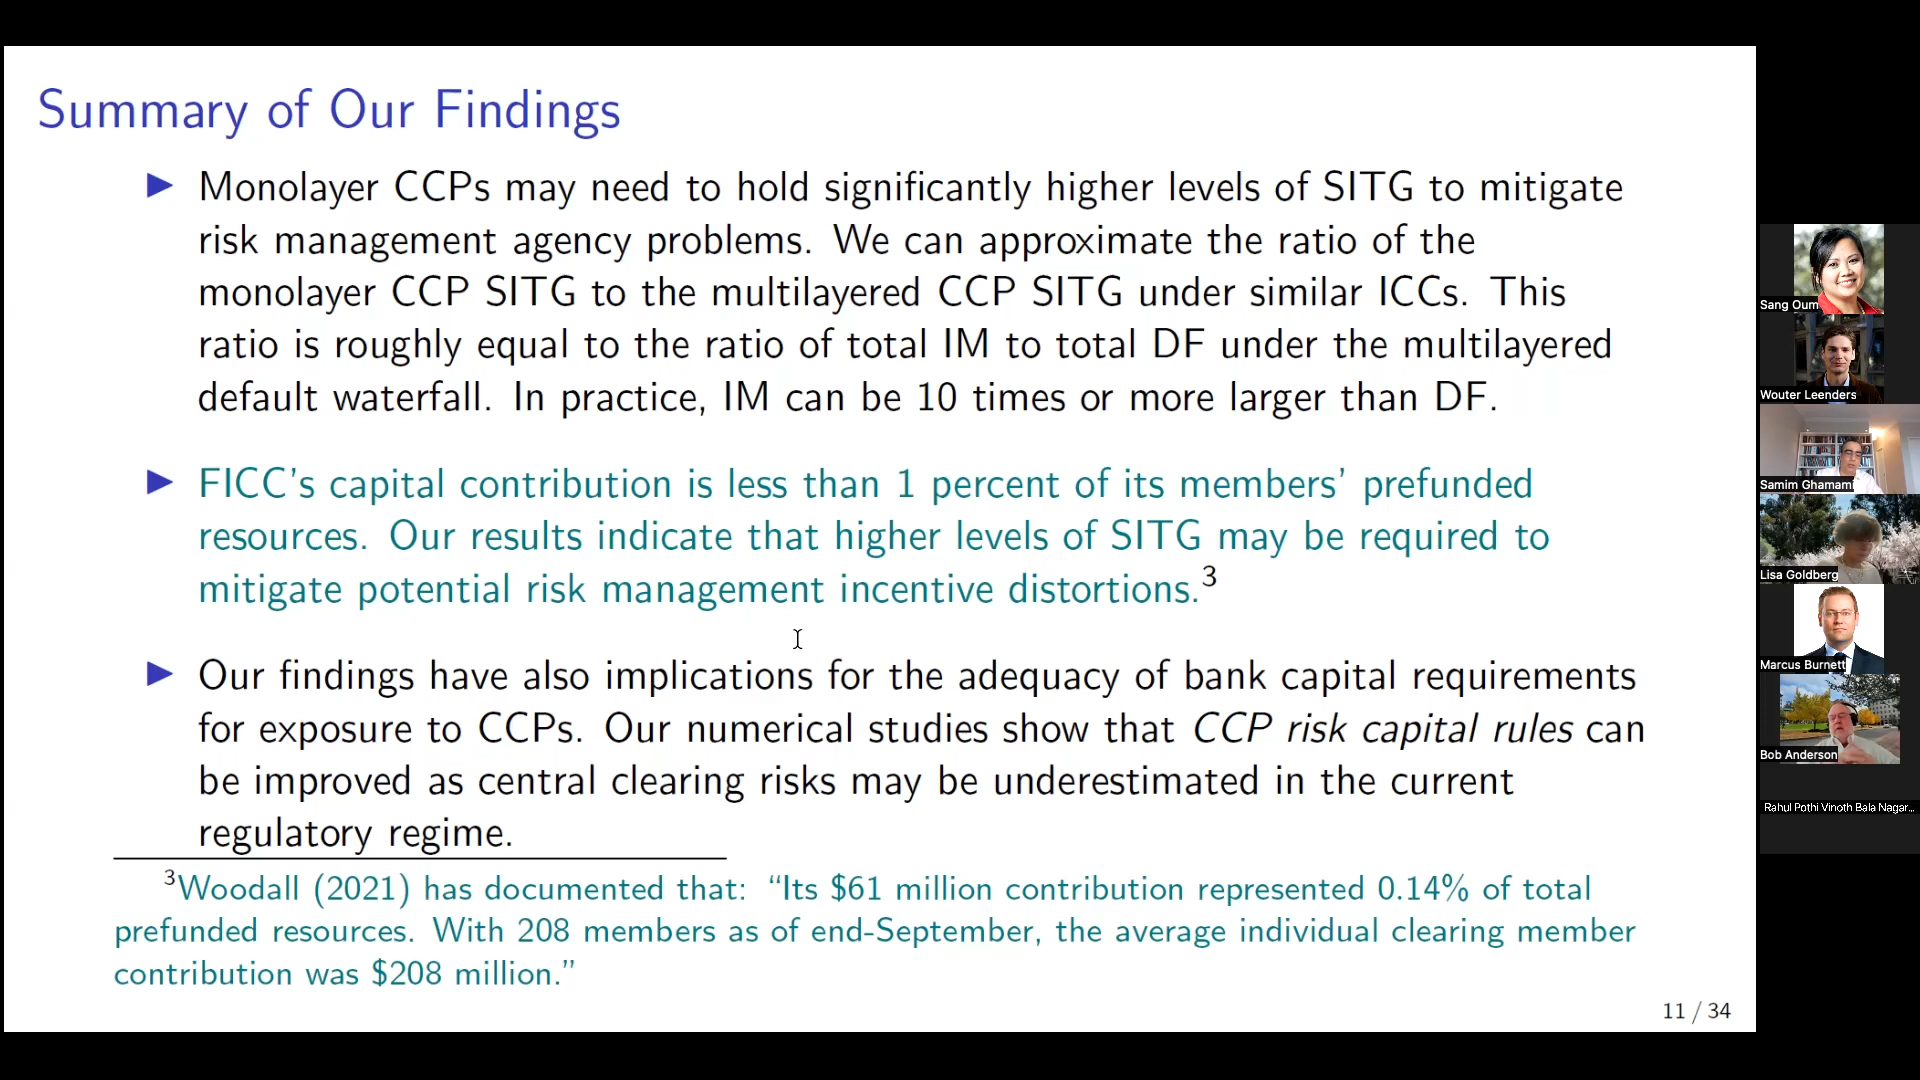 Summary of Our Findings
Monolayer CCPs may need to hold significantly higher levels of SITG to mitigate
risk management agency problems. We can approximate the ratio of the
monolayer CCP SITG to the multilayered CCP SITG under similar ICCs. This
ratio is roughly equal to the ratio of total IM to total DF under the multilayered
default waterfall. In practice, IM can be 10 times or more larger than DF.
FICC's capital contribution is less than 1 percent of its members' prefunded
resources. Our results indicate that higher levels of SITG may be required to
mitigate potential risk management incentive distortions.3
Our findings have also implications for the adequacy of bank capital requirements
for exposure to CCPs. Our numerical studies show that CCP risk capital rules can
be improved as central clearing risks may be underestimated in the current
regulatory regime.
3Woodall (2021) has documented that: “Its $61 million contribution represented 0.14% of total
prefunded resources. With 208 members as of end-September, the average individual clearing member
contribution was $208 million.”
11 / 34
Sang Oum
Wouter Leenders
Samim Ghamami
Lisa Goldberg
Marcus Burnett
Bob Anderson
Rahul Pothi Vinoth Bala Nagar...